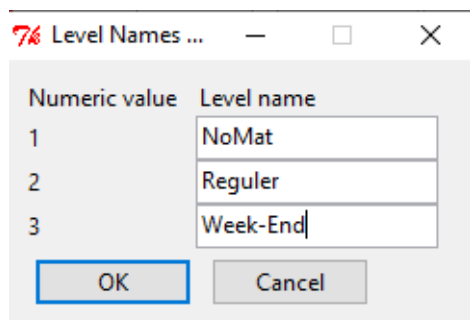 Level Names ...
Numeric value Level name
1 NoMat
2 Reguler
3 Week-End
OK Cancel